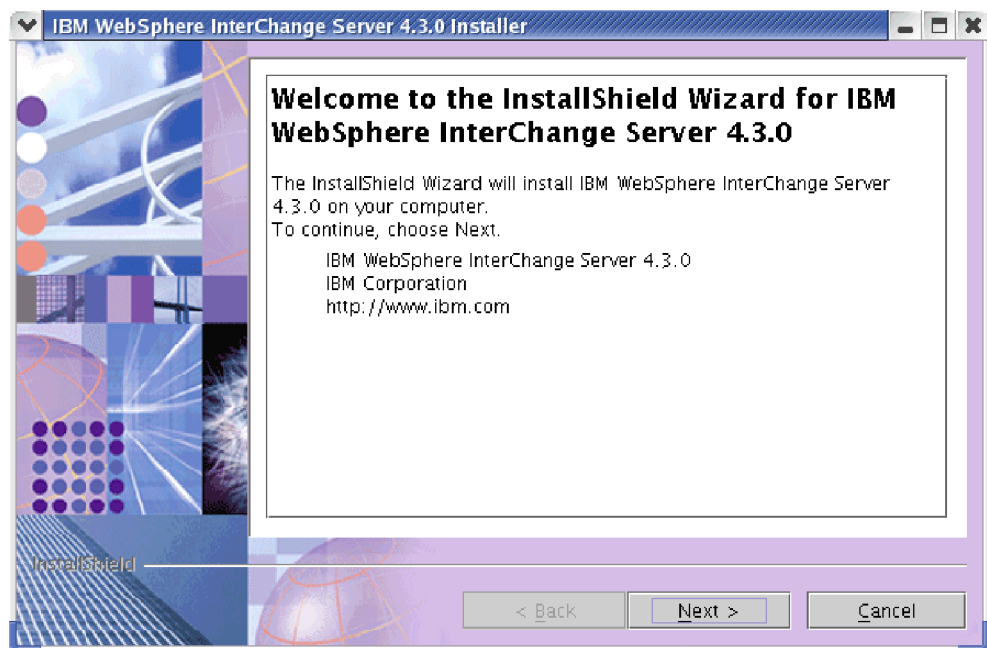 IBM WebSphere InterChange Server 4.3.0 Installer
Welcome to the InstallShield Wizard for IBM
WebSphere InterChange Server 4.3.0
The InstallShield Wizard will install IBM WebSphere InterChange Server
4.3.0 on your computer.
To continue, choose Next.
IBM WebSphere InterChange Server 4.3.0
IBM Corporation
http://www.ibm.com
InstallShield
< Back
Next >
Cancel